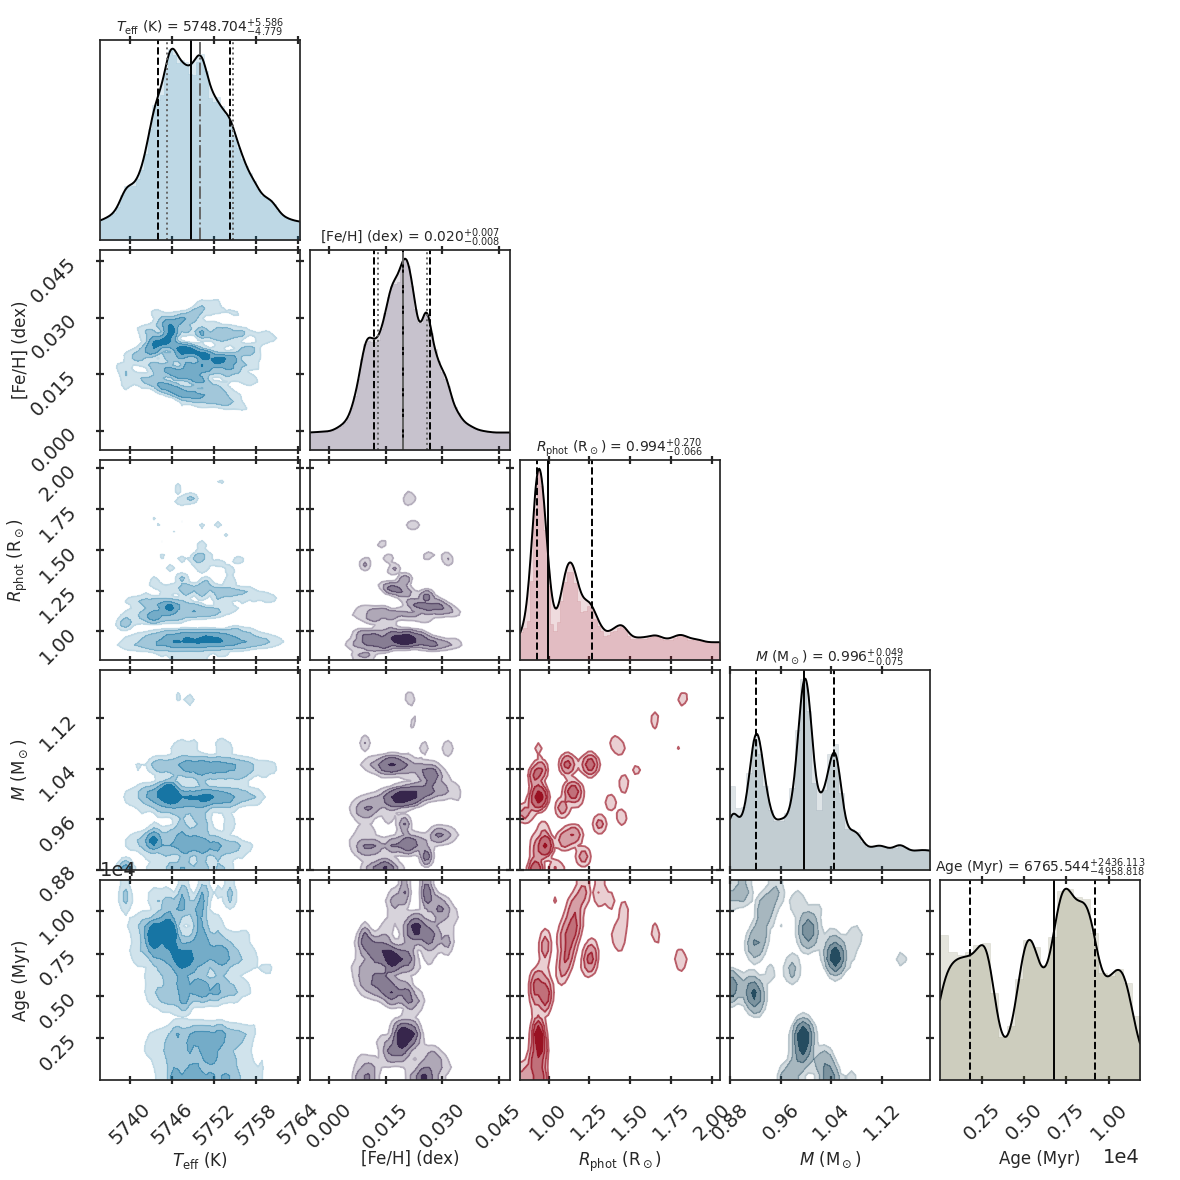 T_eff (K) = 5748.704 +5.586 −4.779
[Fe/H] (dex) = 0.020 +0.007 −0.008
0.045
0.030
0.015
0.000
[Fe/H] (dex)
R_phot (R⊙) = 0.994 +0.270 −0.066
2.00
1.75
1.50
1.25
1.00
R_phot (R⊙)
M (M⊙) = 0.996 +0.049 −0.075
1.12
1.04
0.96
0.88
M (M⊙)
1e4
Age (Myr) = 6765.544 +2436.113 −4958.818
1.00
0.75
0.50
0.25
Age (Myr)
5740 5746 5752 5758 5764
0.000 0.015 0.030 0.045
1.00 1.25 1.50 1.75 2.00
0.88 0.96 1.04 1.12
0.25 0.50 0.75 1.00
T_eff (K) [Fe/H] (dex) R_phot (R⊙) M (M⊙) Age (Myr) 1e4